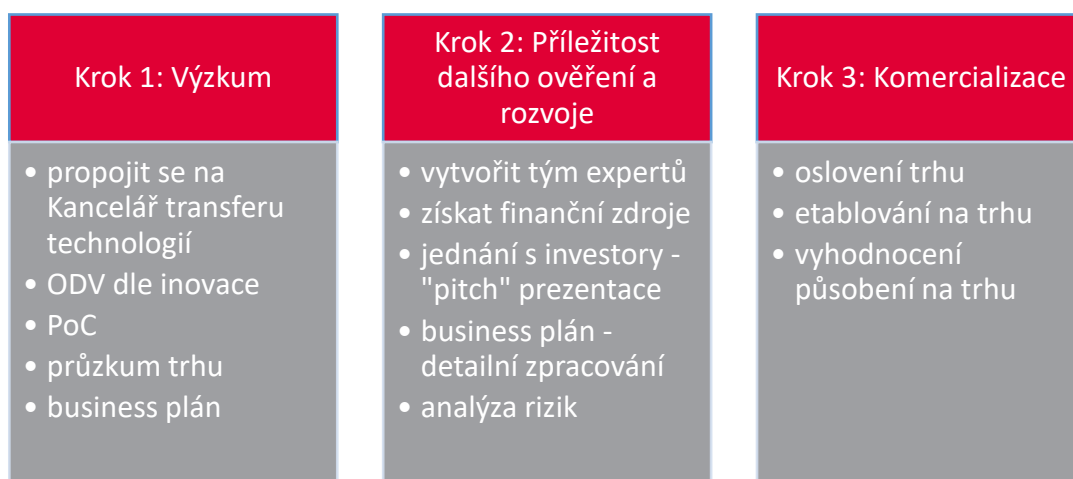 Krok 1: Výzkum
• propojit se na
Kancelář transferu
technologií
• ODV dle inovace
• PoC
• průzkum trhu
• business plán
Krok 2: Příležitost
dalšího ověření a
rozvoje
• vytvořit tým expertů
• získat finanční zdroje
• jednání s investory -
"pitch" prezentace
• business plán -
detailní zpracování
• analýza rizik
Krok 3: Komercializace
• oslovení trhu
• etablování na trhu
• vyhodnocení
působení na trhu